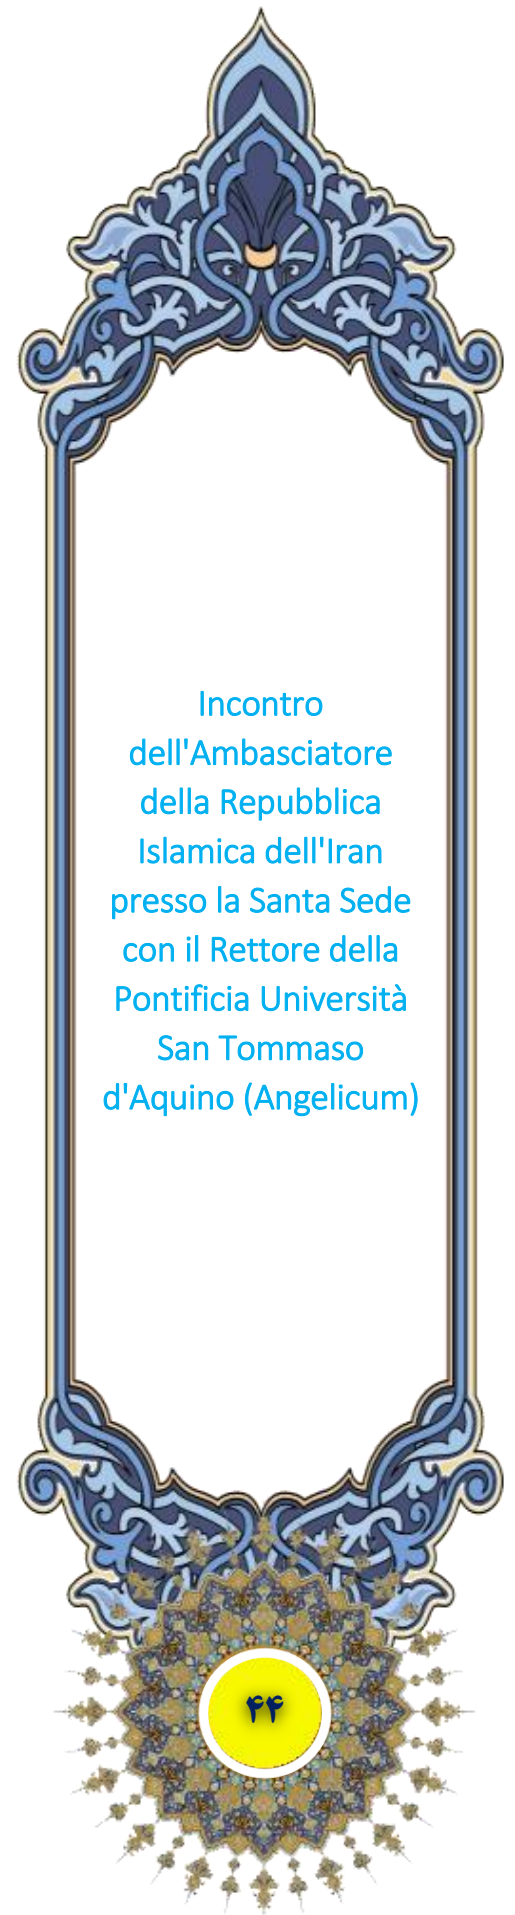 Incontro
dell'Ambasciatore
della Repubblica
Islamica dell'Iran
presso la Santa Sede
con il Rettore della
Pontificia Università
San Tommaso
d'Aquino (Angelicum)
۴۴